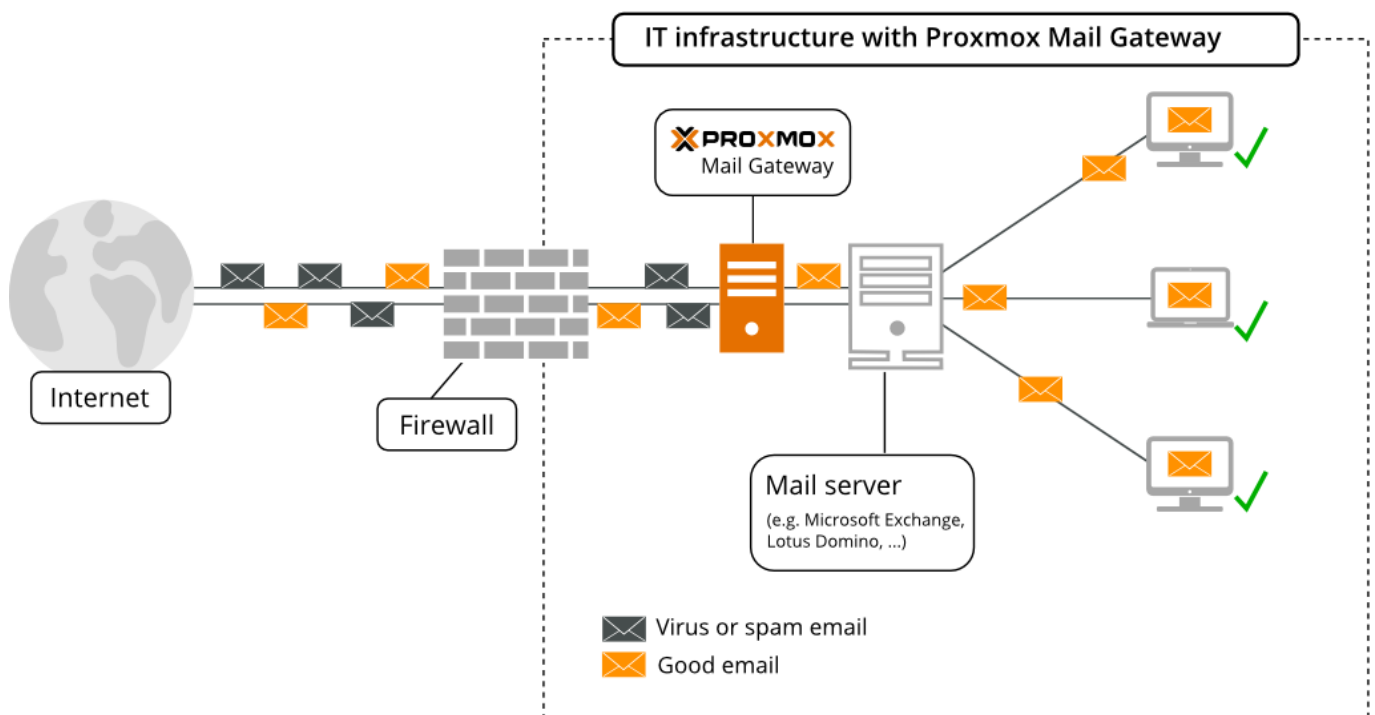 IT infrastructure with Proxmox Mail Gateway
PROXMOX
Mail Gateway
Internet
Firewall
Mail server
(e.g. Microsoft Exchange,
Lotus Domino, ...)
Virus or spam email
Good email